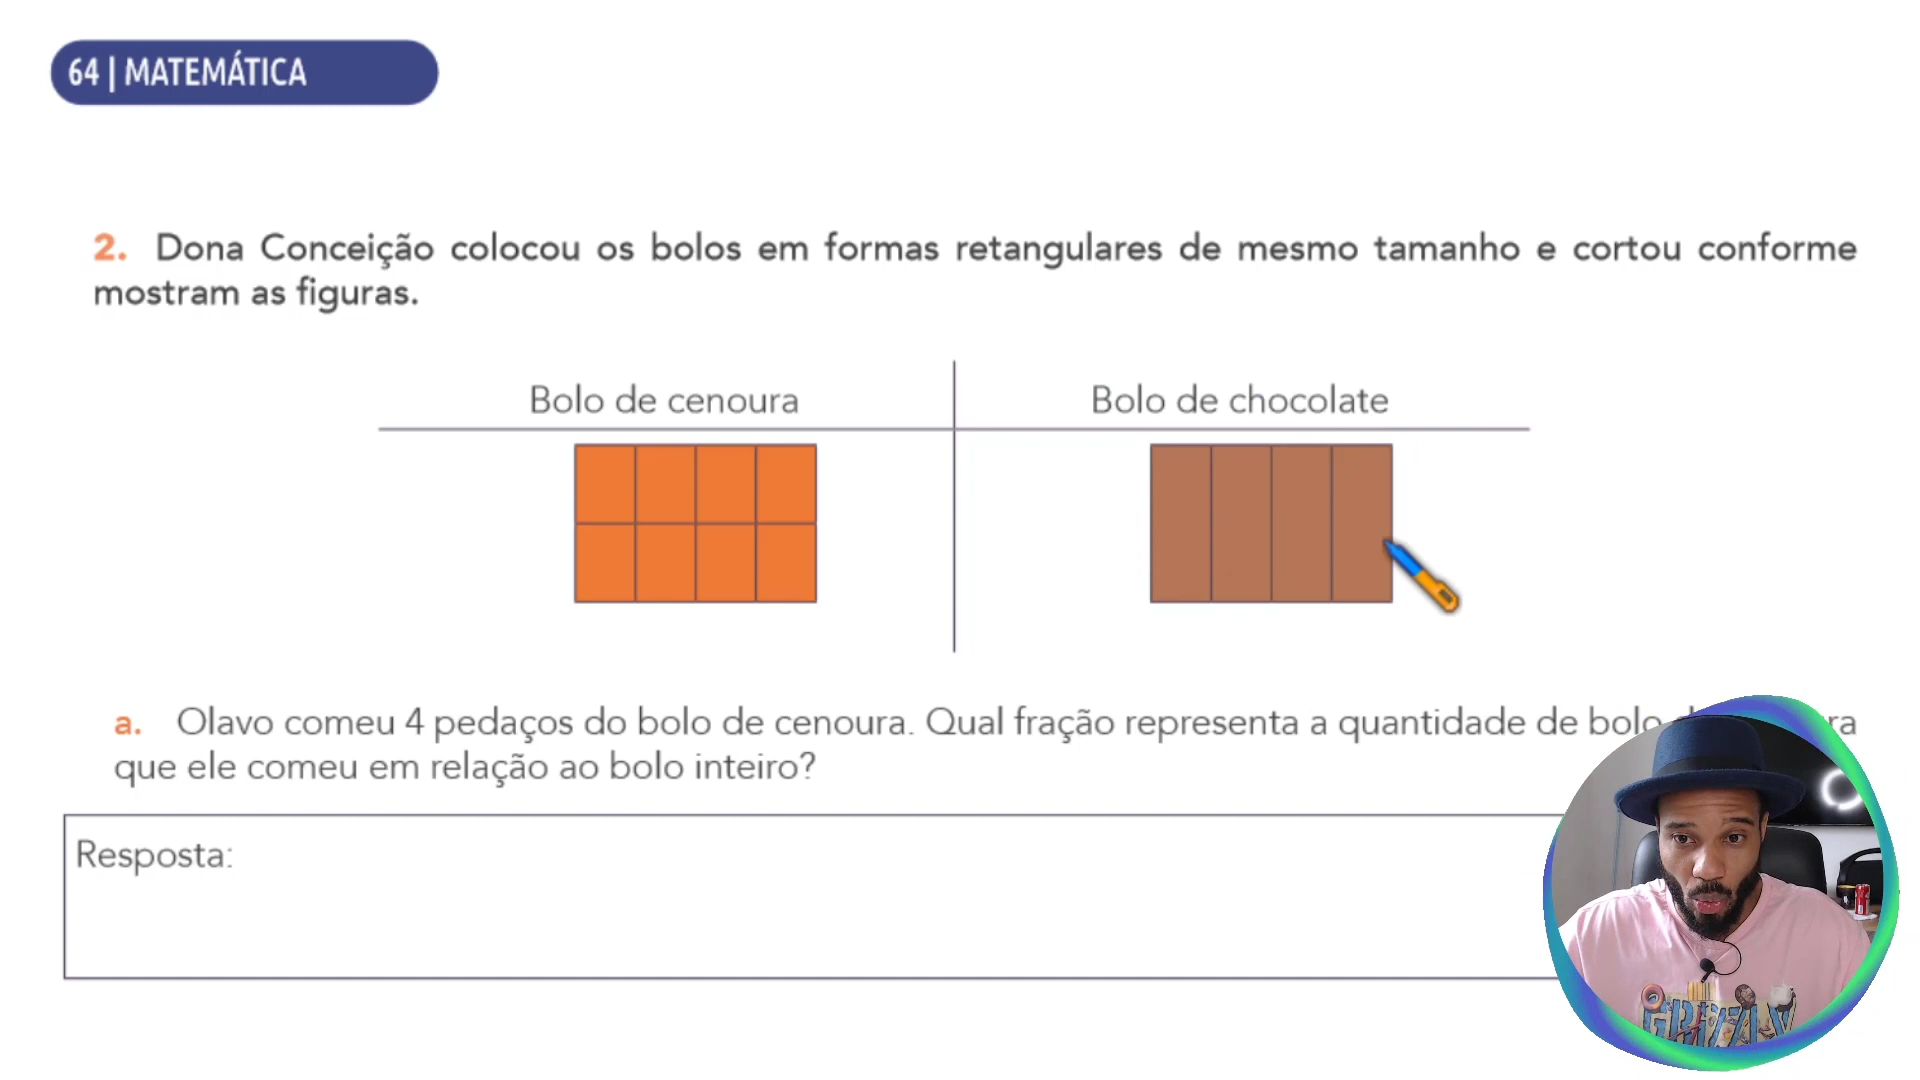 64 | MATEMÁTICA
2. Dona Conceição colocou os bolos em formas retangulares de mesmo tamanho e cortou conforme
mostram as figuras.
Bolo de cenoura
Bolo de chocolate
a. Olavo comeu 4 pedaços do bolo de cenoura. Qual fração representa a quantidade de bolo
que ele comeu em relação ao bolo inteiro?
Resposta:
GRIZZLY